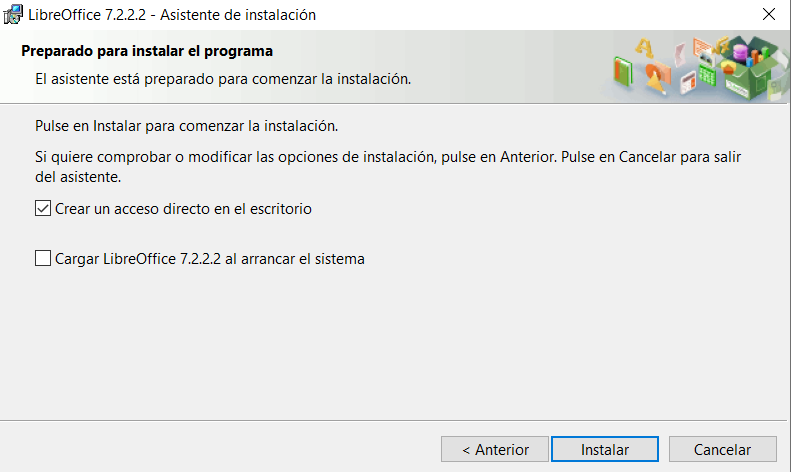 LibreOffice 7.2.2.2 - Asistente de instalación
Preparado para instalar el programa
El asistente está preparado para comenzar la instalación.
Pulse en Instalar para comenzar la instalación.
Si quiere comprobar o modificar las opciones de instalación, pulse en Anterior. Pulse en Cancelar para salir
del asistente.
Crear un acceso directo en el escritorio
Cargar LibreOffice 7.2.2.2 al arrancar el sistema
< Anterior
Instalar
Cancelar